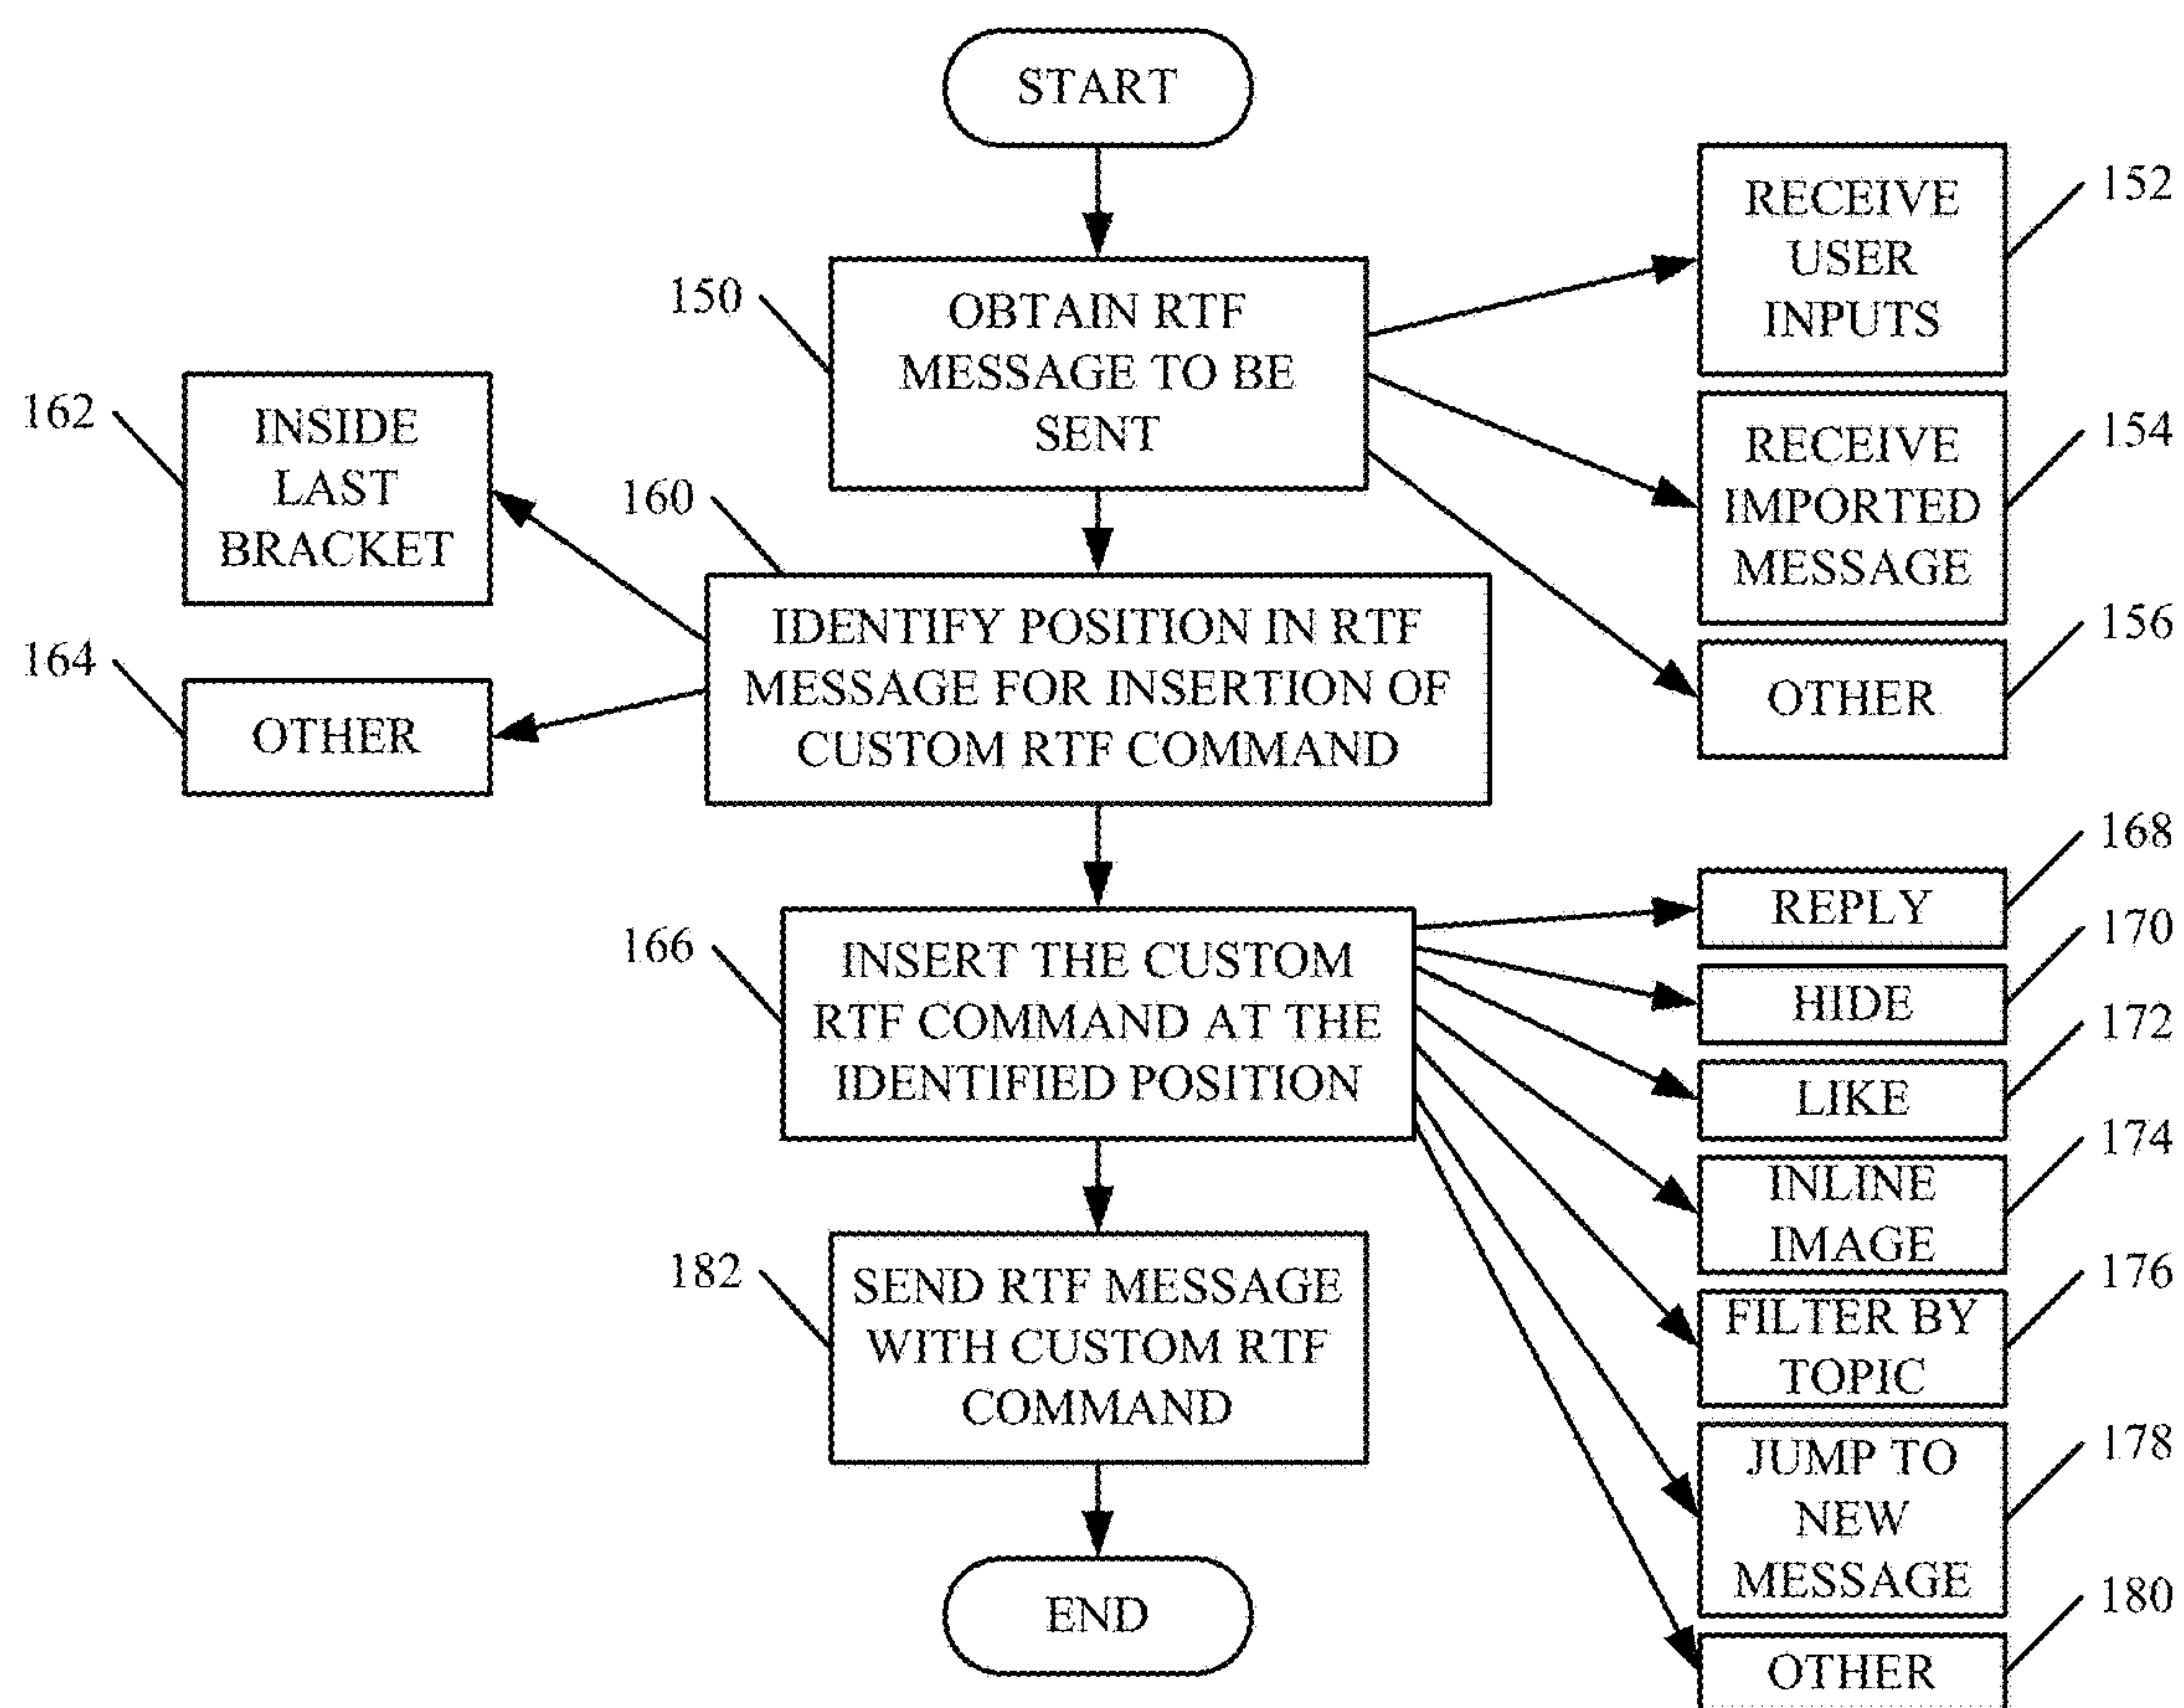 START
150
OBTAIN RTF
MESSAGE TO BE
SENT
152
RECEIVE
USER
INPUTS
154
RECEIVE
IMPORTED
MESSAGE
156
OTHER
160
IDENTIFY POSITION IN RTF
MESSAGE FOR INSERTION OF
CUSTOM RTF COMMAND
162
INSIDE
LAST
BRACKET
164
OTHER
166
INSERT THE CUSTOM
RTF COMMAND AT THE
IDENTIFIED POSITION
168
REPLY
170
HIDE
172
LIKE
174
INLINE
IMAGE
176
FILTER BY
TOPIC
178
JUMP TO
NEW
MESSAGE
180
OTHER
182
SEND RTF MESSAGE
WITH CUSTOM RTF
COMMAND
END